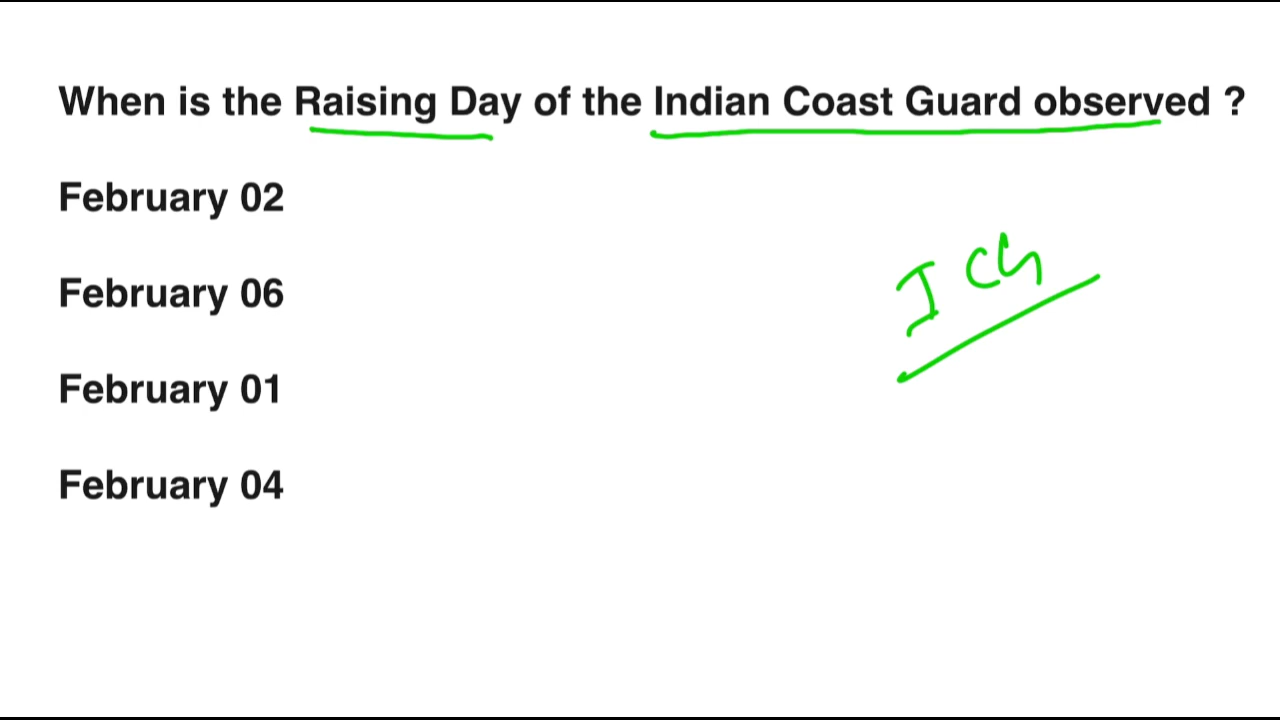 When is the Raising Day of the Indian Coast Guard observed ?
February 02
February 06
ICG
February 01
February 04